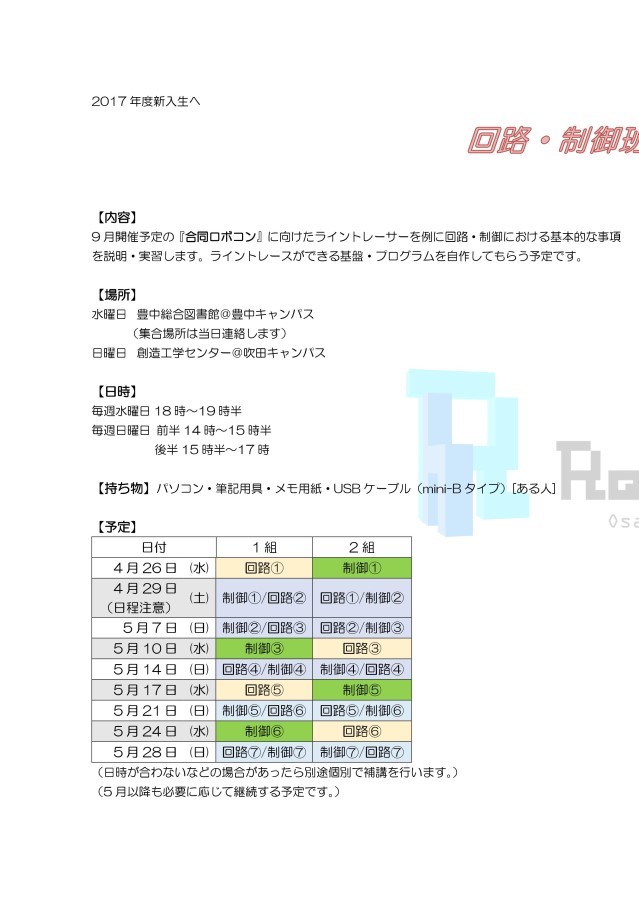 2017年度新入生へ
回路・制御班
【内容】
9月開催予定の『合同ロボコン』に向けたライントレーサーを例に回路・制御における基本的な事項
を説明・実習します。ライントレースができる基盤・プログラムを自作してもらう予定です。
【場所】
水曜日 豊中総合図書館@豊中キャンパス
（集合場所は当日連絡します）
日曜日 創造工学センター@吹田キャンパス
【日時】
毎週水曜日 18時～19時半
毎週日曜日 前半 14時～15時半
後半 15時半～17時
【持ち物】パソコン・筆記用具・メモ用紙・USBケーブル（mini-Bタイプ）[ある人]
【予定】
日付 1組 2組
4月26日 (水) 回路① 制御①
4月29日 (土) 制御①/回路② 回路①/制御②
（日程注意）
5月7日 (日) 制御②/回路③ 回路②/制御③
5月10日 (水) 制御③ 回路③
5月14日 (日) 回路④/制御④ 制御④/回路④
5月17日 (水) 回路⑤ 制御⑤
5月21日 (日) 制御⑤/回路⑥ 回路⑤/制御⑥
5月24日 (水) 制御⑥ 回路⑥
5月28日 (日) 回路⑦/制御⑦ 制御⑦/回路⑦
（日時が合わないなどの場合があったら別途個別で補講を行います。）
（5月以降も必要に応じて継続する予定です。）